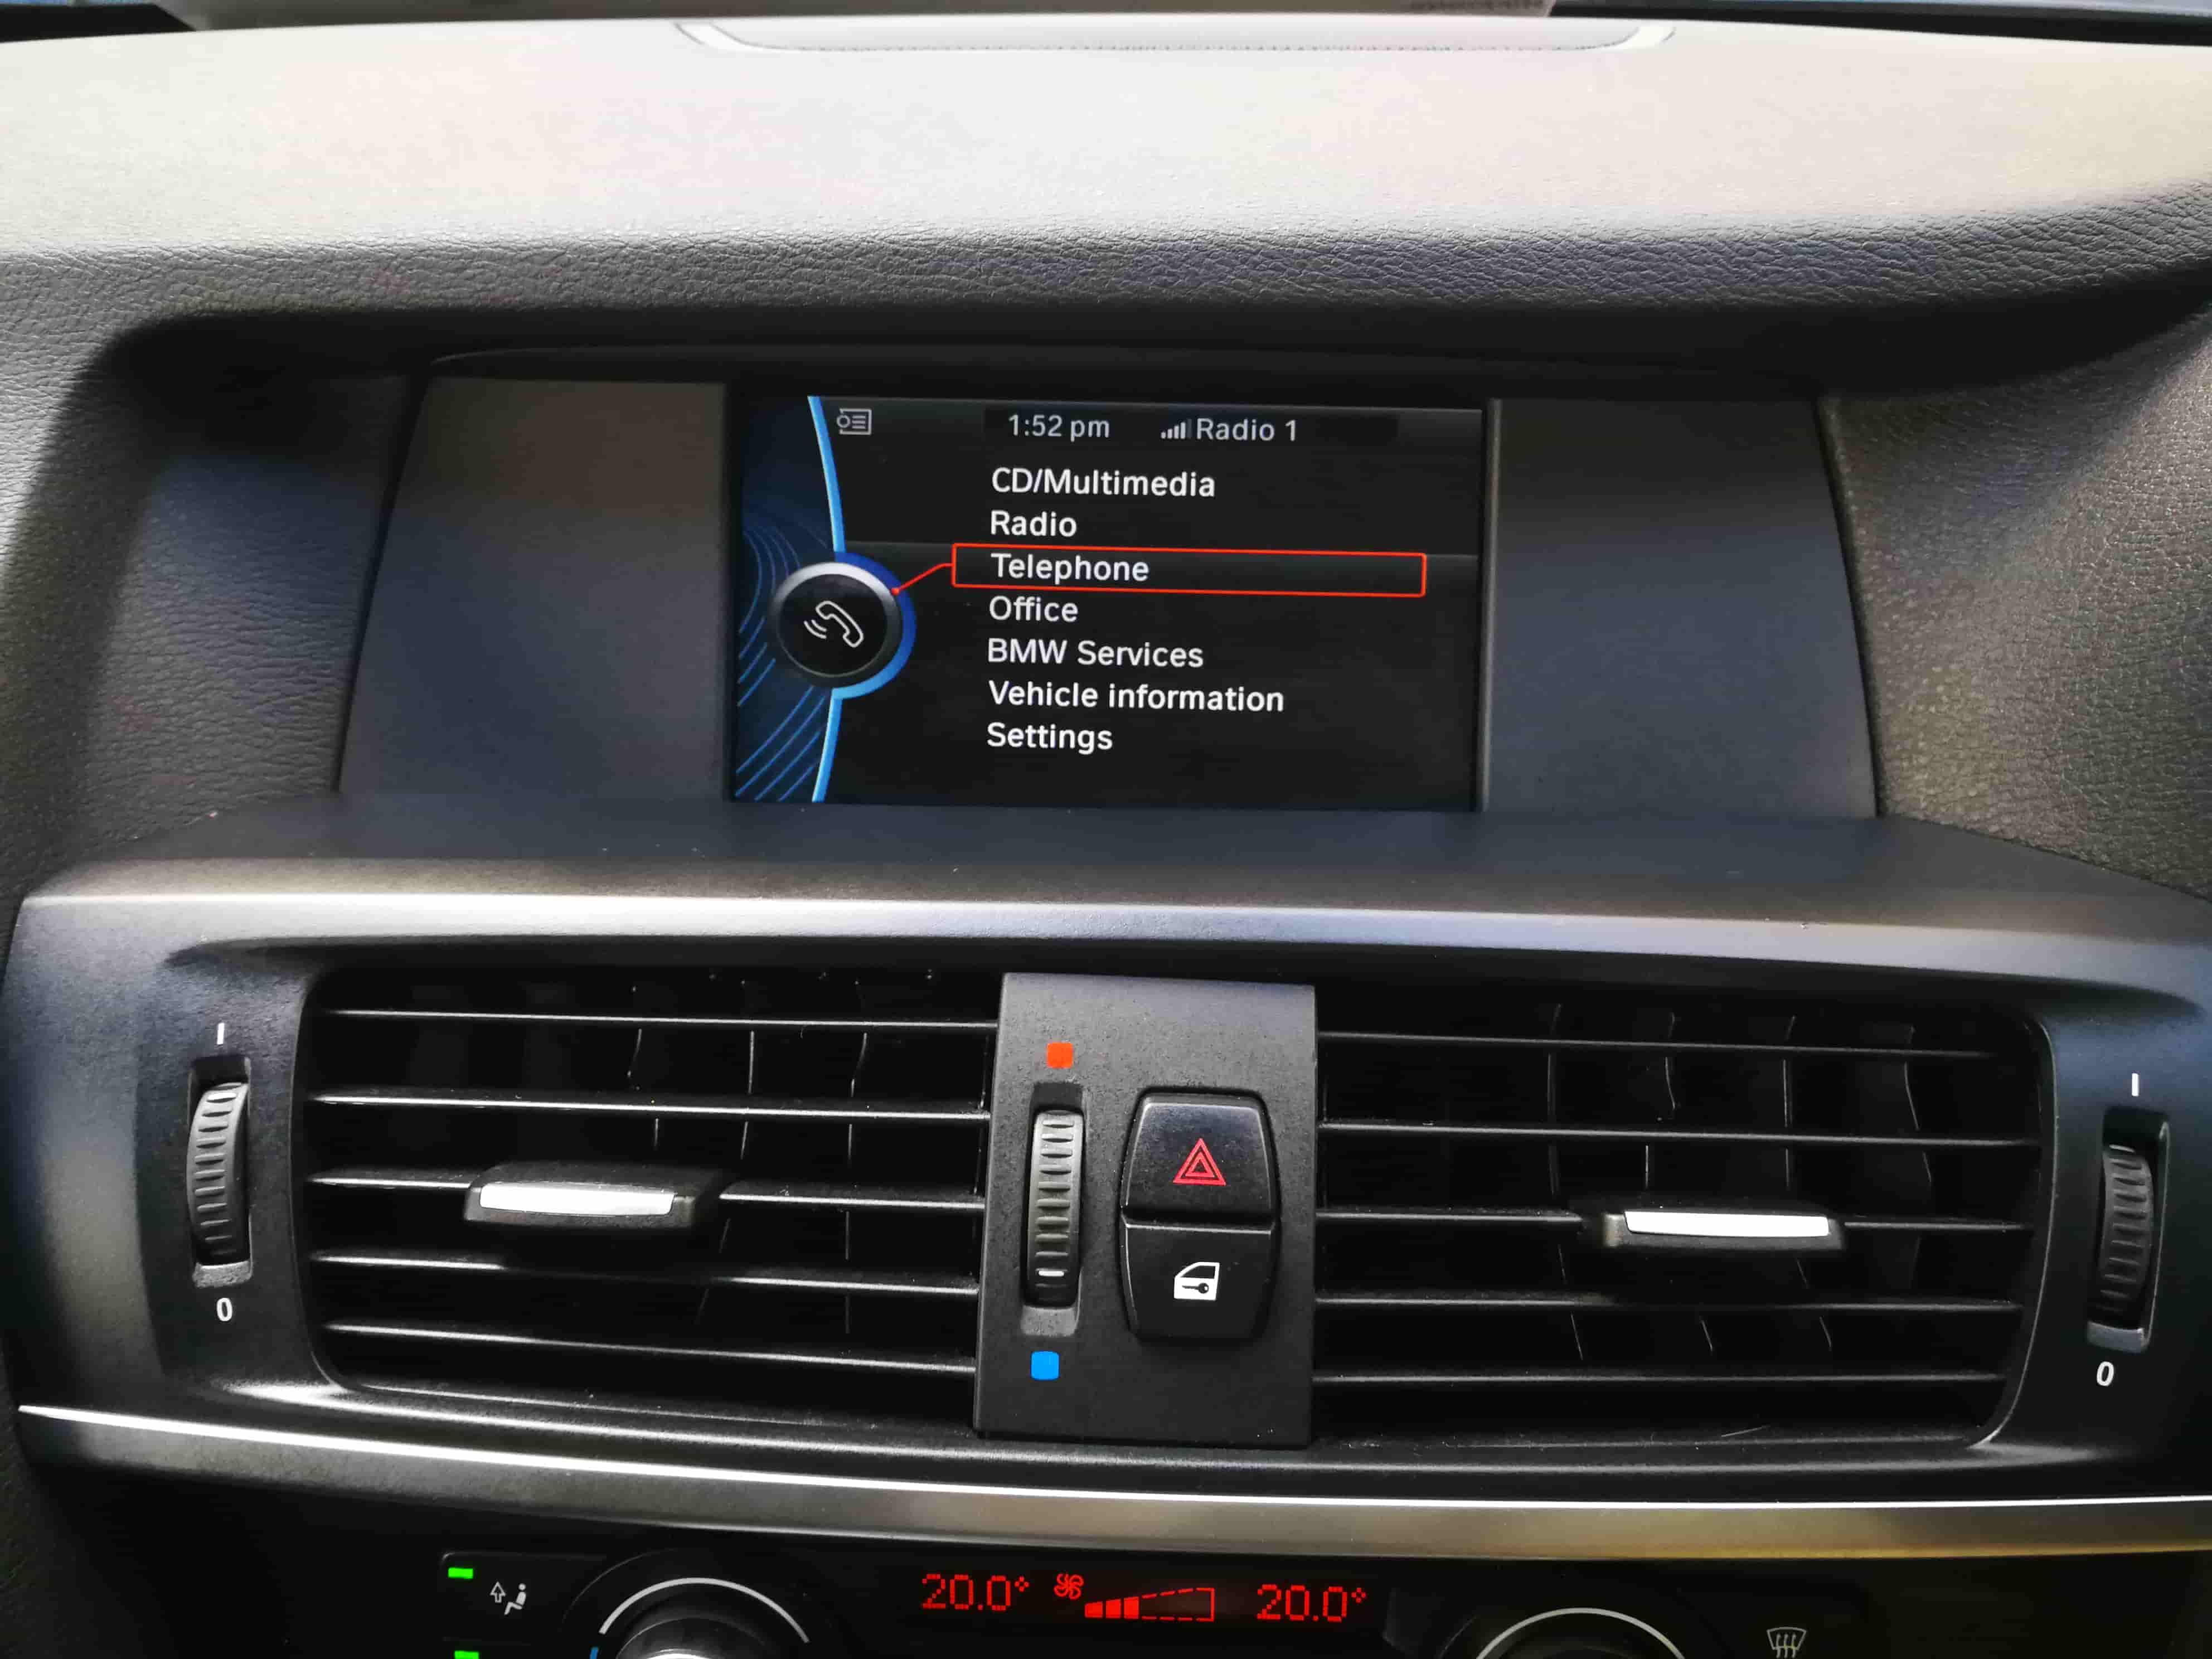 1:52 pm Radio 1
CD/Multimedia
Radio
Telephone
Office
BMW Services
Vehicle information
Settings
I
I
0
0
20.0° 20.0°